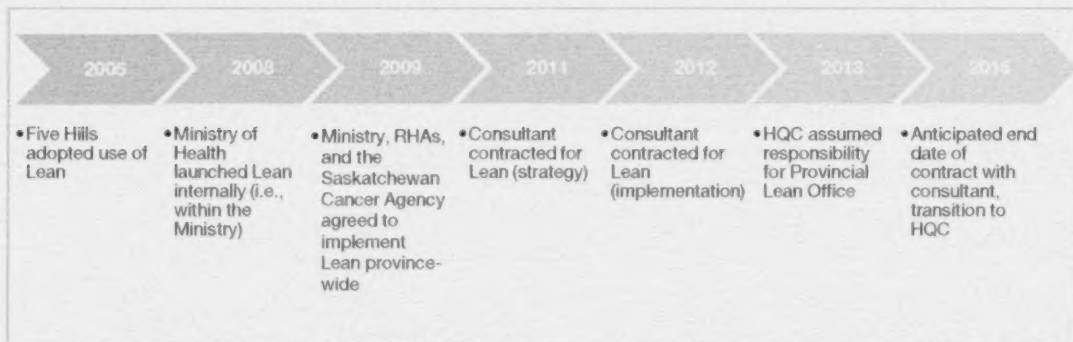 2005 2008 2009 2011 2012 2013
• Five Hills
adopted use of
Lean
• Ministry of
Health
launched Lean
internally (i.e.,
within the
Ministry)
• Ministry, RHAs,
and the
Saskatchewan
Cancer Agency
agreed to
implement
Lean province-
wide
• Consultant
contracted for
Lean (strategy)
• Consultant
contracted for
Lean
(implementation)
• HQC assumed
responsibility
for Provincial
Lean Office
• Anticipated end
date of
contract with
consultant,
transition to
HQC